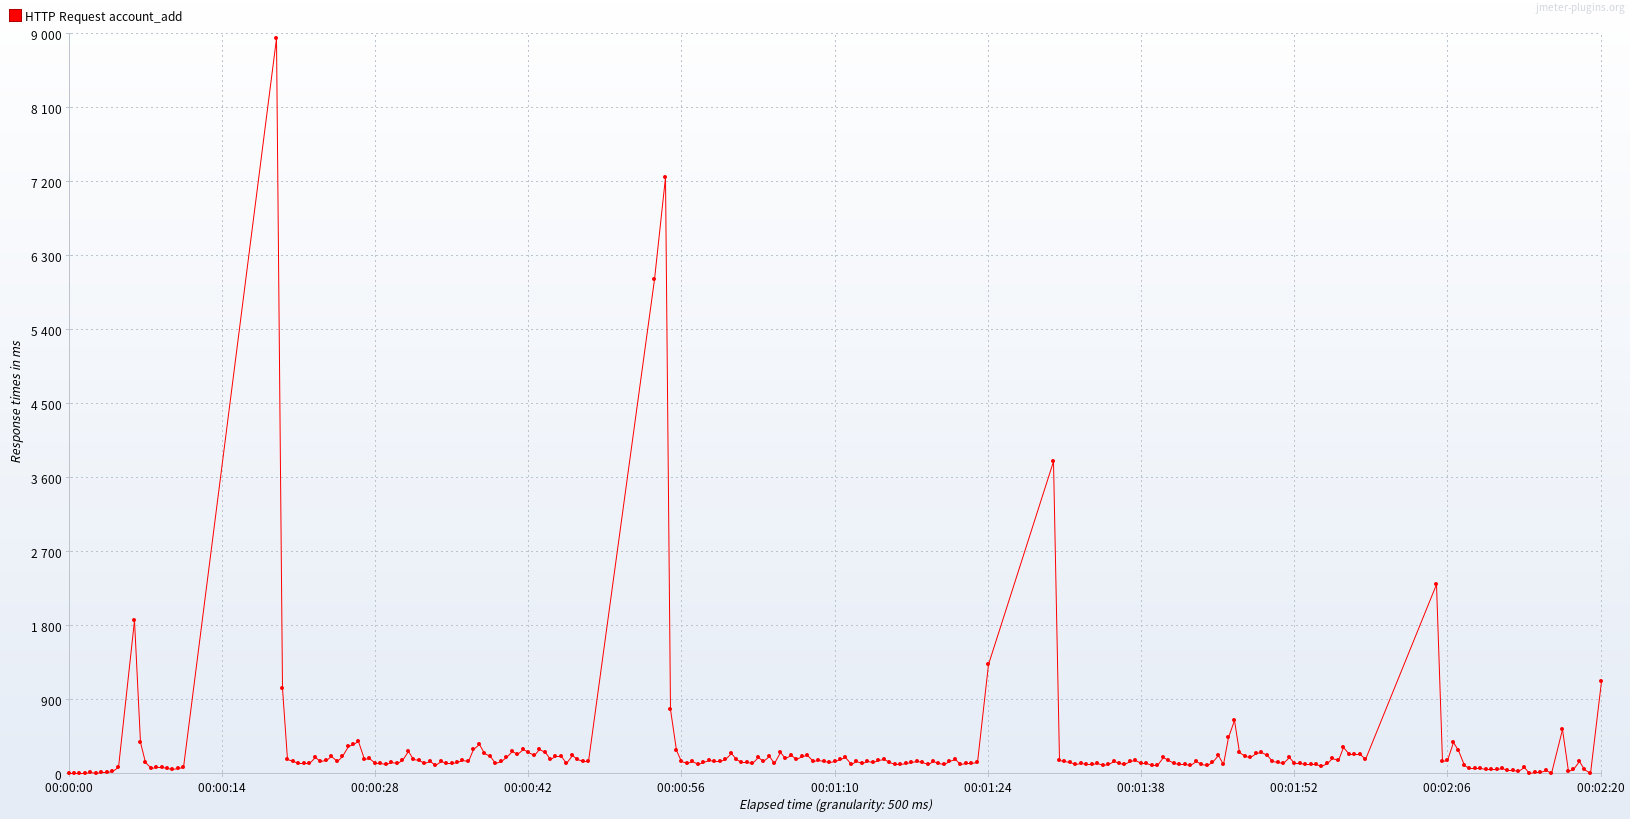 HTTP Request account_add
jmeter-plugins.org
9 000
8 100
7 200
6 300
5 400
4 500
3 600
2 700
1 800
900
0
Response times in ms
00:00:00 00:00:14 00:00:28 00:00:42 00:00:56 00:01:10 00:01:24 00:01:38 00:01:52 00:02:06 00:02:20
Elapsed time (granularity: 500 ms)